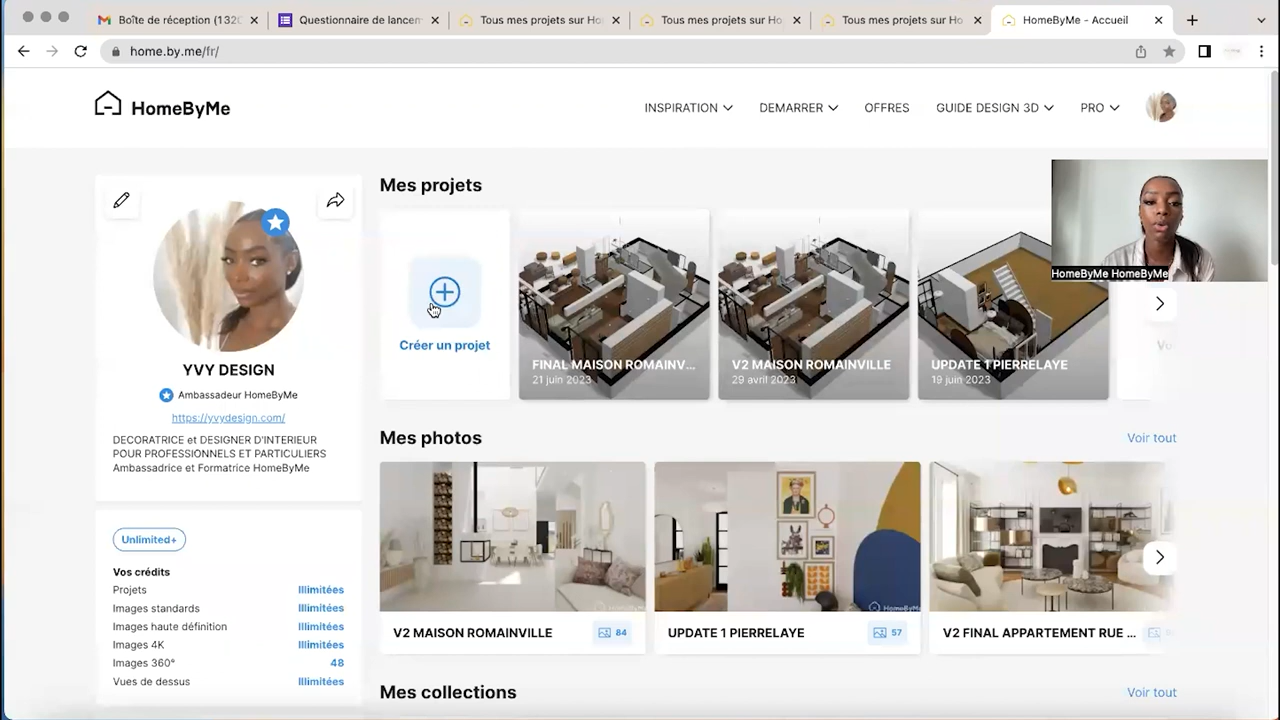 Boîte de réception (132
Questionnaire de lancem
Tous mes projets sur Ho
Tous mes projets sur Ho
Tous mes projets sur Ho
HomeByMe - Accueil
home.by.me/fr/
HomeByMe
INSPIRATION
DEMARRER
OFFRES
GUIDE DESIGN 3D
PRO
YVY DESIGN
Ambassadeur HomeByMe
https://yvydesign.com/
DECORATRICE et DESIGNER D'INTERIEUR
POUR PROFESSIONNELS ET PARTICULIERS
Ambassadrice et Formatrice HomeByMe
Unlimited+
Vos crédits
Projets Illimitées
Images standards Illimitées
Images haute définition Illimitées
Images 4K Illimitées
Images 360° 48
Vues de dessus Illimitées
Mes projets
Créer un projet
FINAL MAISON ROMAINV...
21 juin 2023
V2 MAISON ROMAINVILLE
29 avril 2023
UPDATE 1 PIERRELAYE
19 juin 2023
Vo
HomeByMe HomeByMe
Mes photos
Voir tout
HomeByMe
HomeByMe
V2 MAISON ROMAINVILLE 84
UPDATE 1 PIERRELAYE 57
V2 FINAL APPARTEMENT RUE ...
Mes collections
Voir tout